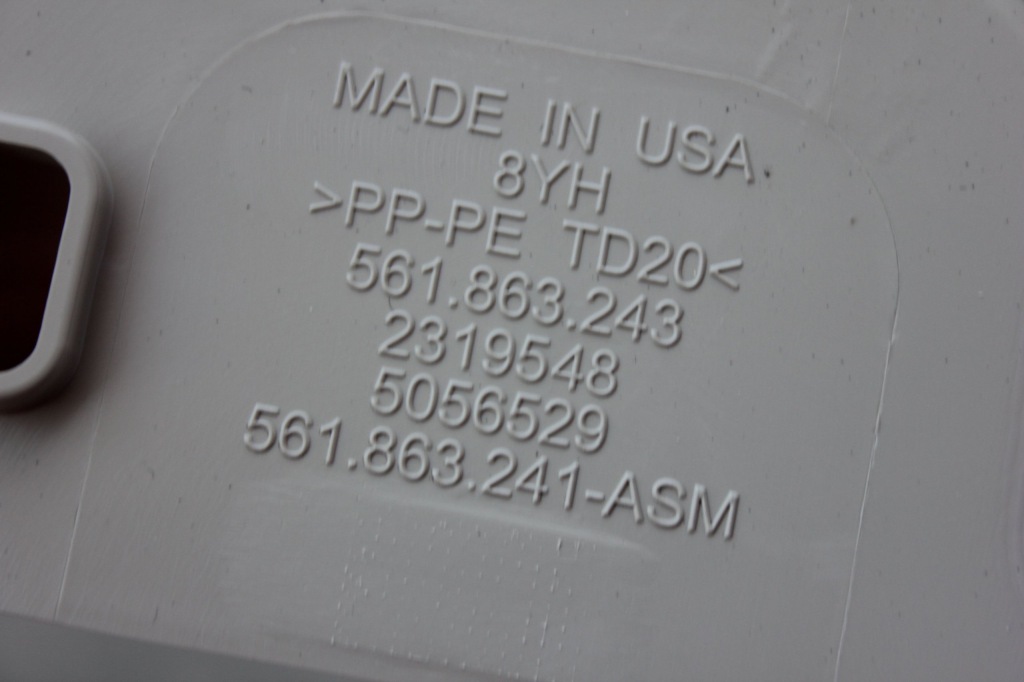 MADE IN USA
8YH
>PP-PE TD20<
561.863.243
2319548
5056529
561.863.241-ASM